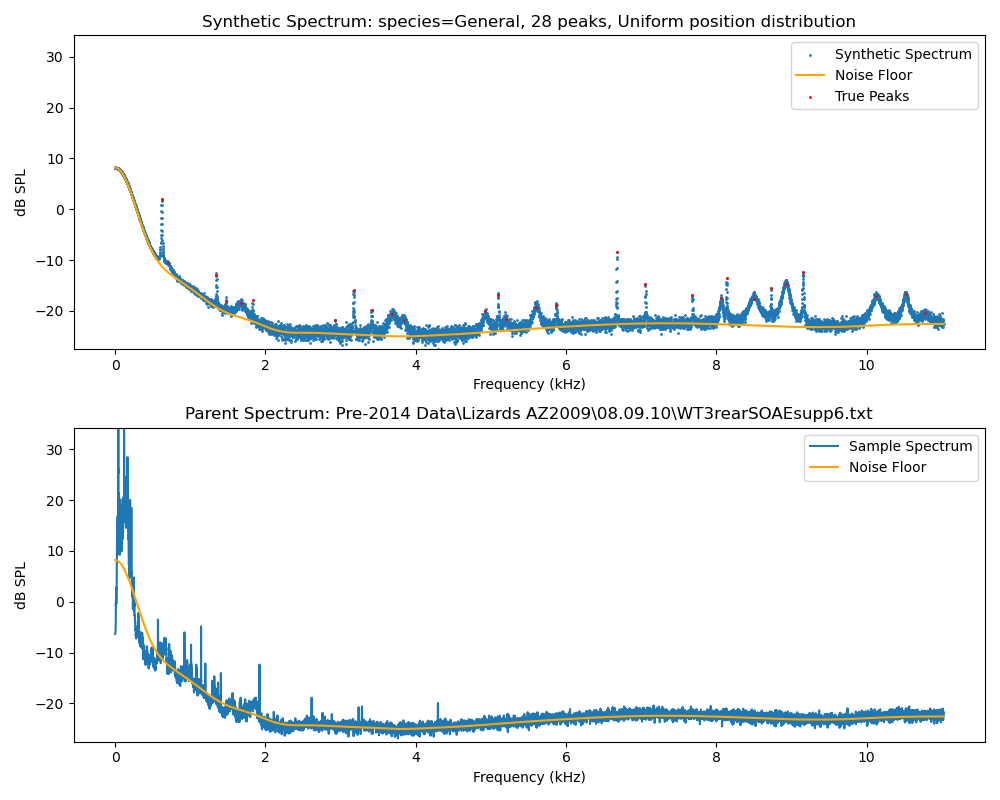 Synthetic Spectrum: species=General, 28 peaks, Uniform position distribution
30
20
10
0
−10
−20
dB SPL
Synthetic Spectrum
Noise Floor
True Peaks
0 2 4 6 8 10
Frequency (kHz)
Parent Spectrum: Pre-2014 Data\Lizards AZ2009\08.09.10\WT3rearSOAEsupp6.txt
30
20
10
0
−10
−20
dB SPL
Sample Spectrum
Noise Floor
0 2 4 6 8 10
Frequency (kHz)